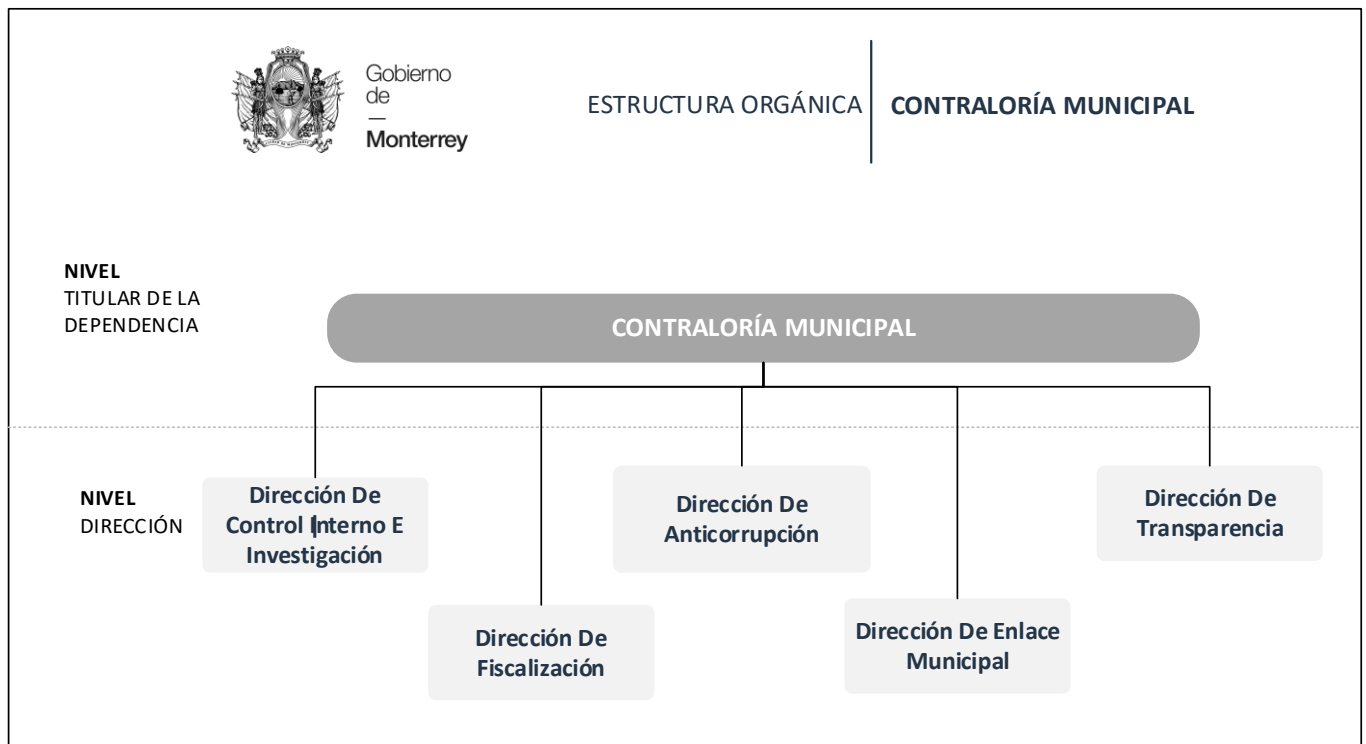 Gobierno
de
—
Monterrey
ESTRUCTURA ORGÁNICA
CONTRALORÍA MUNICIPAL
NIVEL
TITULAR DE LA
DEPENDENCIA
CONTRALORÍA MUNICIPAL
NIVEL
DIRECCIÓN
Dirección De
Control Interno E
Investigación
Dirección De
Fiscalización
Dirección De
Anticorrupción
Dirección De Enlace
Municipal
Dirección De
Transparencia